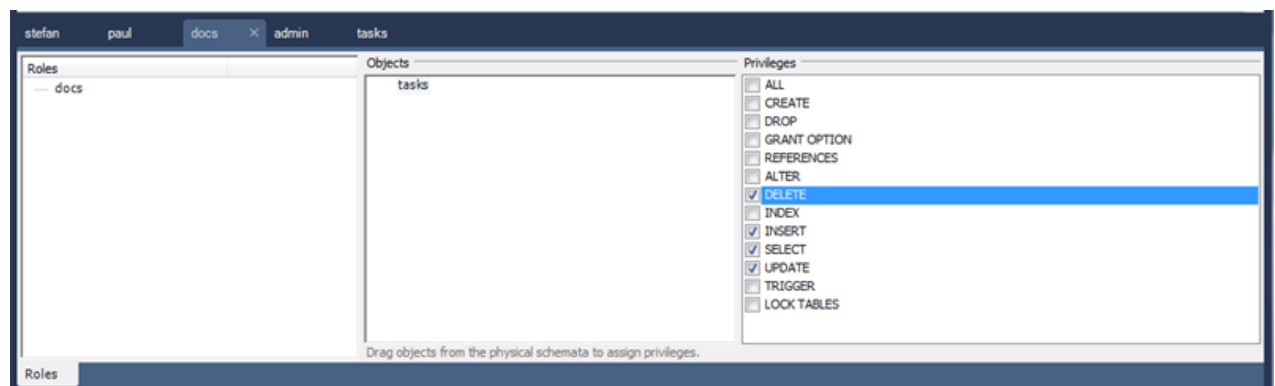 stefan paul docs × admin tasks
Roles
docs
Objects
tasks
Drag objects from the physical schemata to assign privileges.
Privileges
ALL
CREATE
DROP
GRANT OPTION
REFERENCES
ALTER
DELETE
INDEX
INSERT
SELECT
UPDATE
TRIGGER
LOCK TABLES
Roles